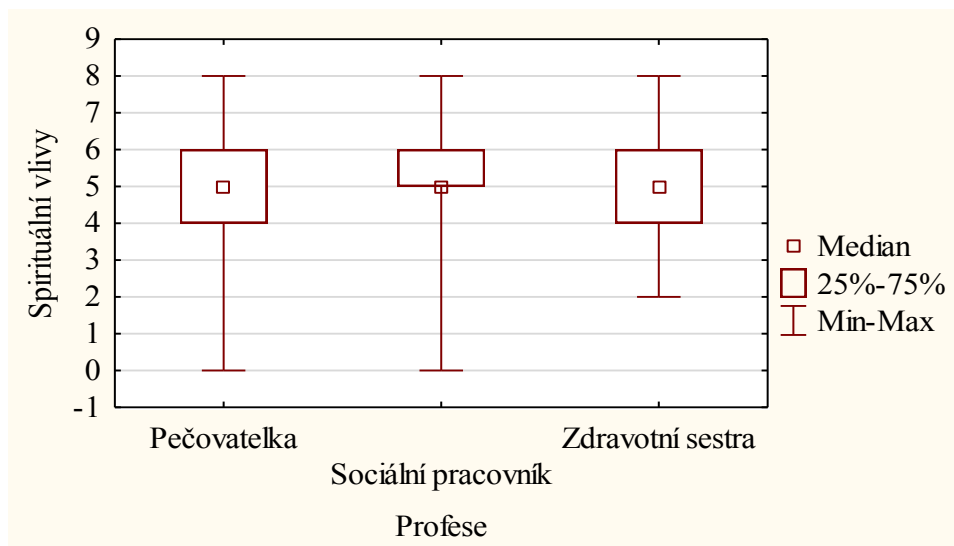 9
8
7
6
5
4
3
2
1
0
-1
Spirituální vlivy
Pečovatelka
Zdravotní sestra
Sociální pracovník
Profese
Median
25%-75%
Min-Max